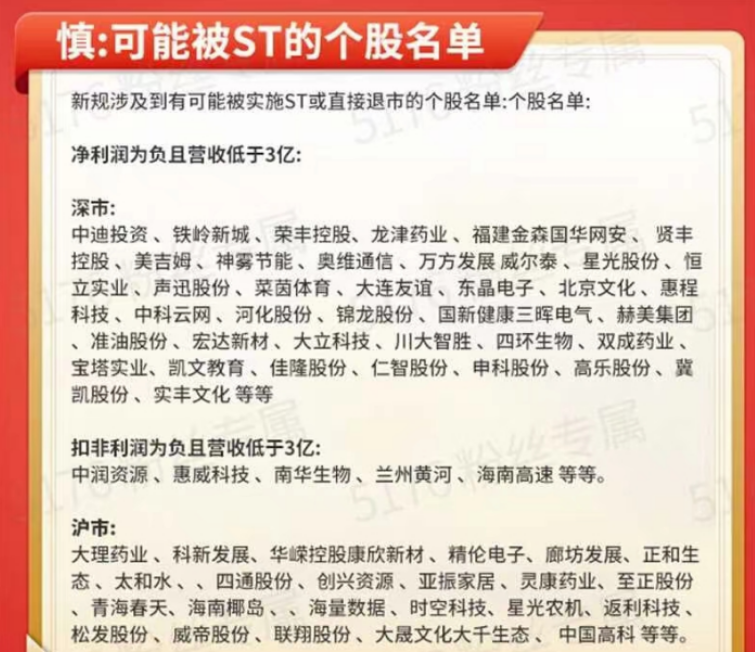 慎:可能被ST的个股名单
新规涉及到有可能被实施ST或直接退市的个股名单:个股名单:
净利润为负且营收低于3亿:
深市:
中迪投资 、铁岭新城 、荣丰控股、龙津药业 、福建金森国华网安 、 贤丰
控股 、美吉姆 、神雾节能 、奥维通信 、万方发展 威尔泰 、星光股份 、恒
立实业 、声迅股份 、菜茵体育 、大连友谊 、东晶电子 、北京文化 、惠程
科技 、中科云网 、河化股份 、锦龙股份 、国新健康三晖电气 、赫美集团
、准油股份 、宏达新材 、大立科技 、川大智胜 、四环生物 、双成药业 、
宝塔实业、凯文教育 、佳隆股份 、仁智股份 、申科股份 、高乐股份 、冀
凯股份 、实丰文化 等等
扣非利润为负且营收低于3亿:
中润资源 、惠威科技 、南华生物 、兰州黄河 、海南高速 等等。
沪市:
大理药业 、科新发展、华嵘控股康欣新材 、精伦电子、廊坊发展、正和生
态 、太和水 、 、四通股份 、创兴资源 、亚振家居 、灵康药业、至正股份
、青海春天、海南椰岛 、 、海量数据 、时空科技、星光农机 、返利科技 、
松发股份 、威帝股份 、联翔股份 、大晟文化大千生态 、 中国高科 等等。
5176粉丝专属